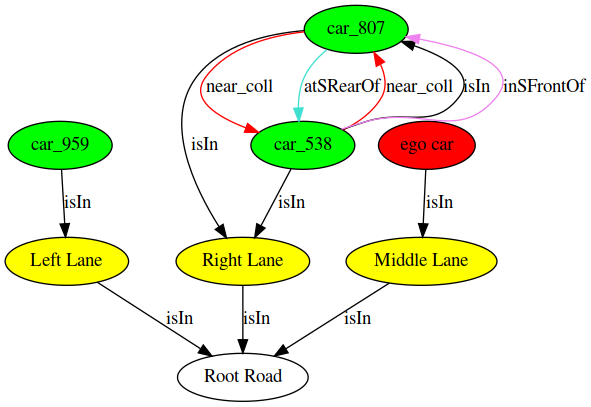 car_807
near_coll
atSRearOf
near_coll
isIn
inSFrontOf
car_959
isIn
car_538
ego car
isIn
isIn
isIn
Left Lane
Right Lane
Middle Lane
isIn
isIn
isIn
Root Road